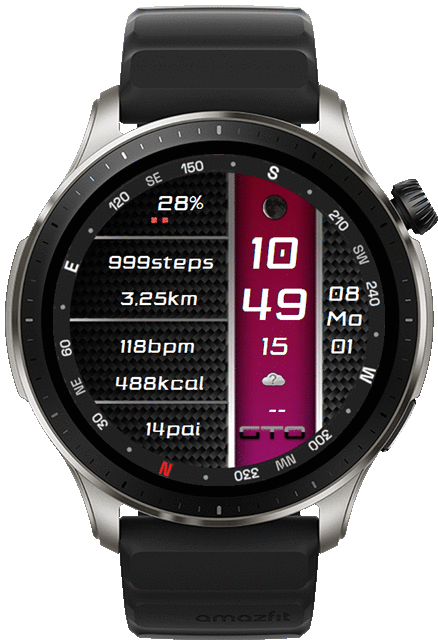 120 SE 150 S 210 SW 240 W 300 NW 330 N 30 NE 60 E
28%
999steps
3,25km
118bpm
488kcal
14pai
10
49
15
?
--
GTO
08
Mo
01
amazfit